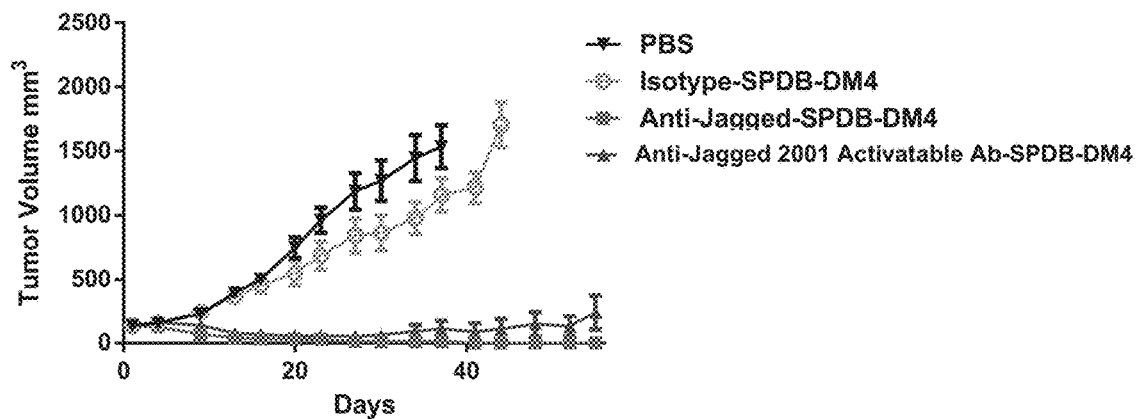 2500
2000
1500
1000
500
0
Tumor Volume mm³
0
20
40
Days
PBS
Isotype-SPDB-DM4
Anti-Jagged-SPDB-DM4
Anti-Jagged 2001 Activatable Ab-SPDB-DM4